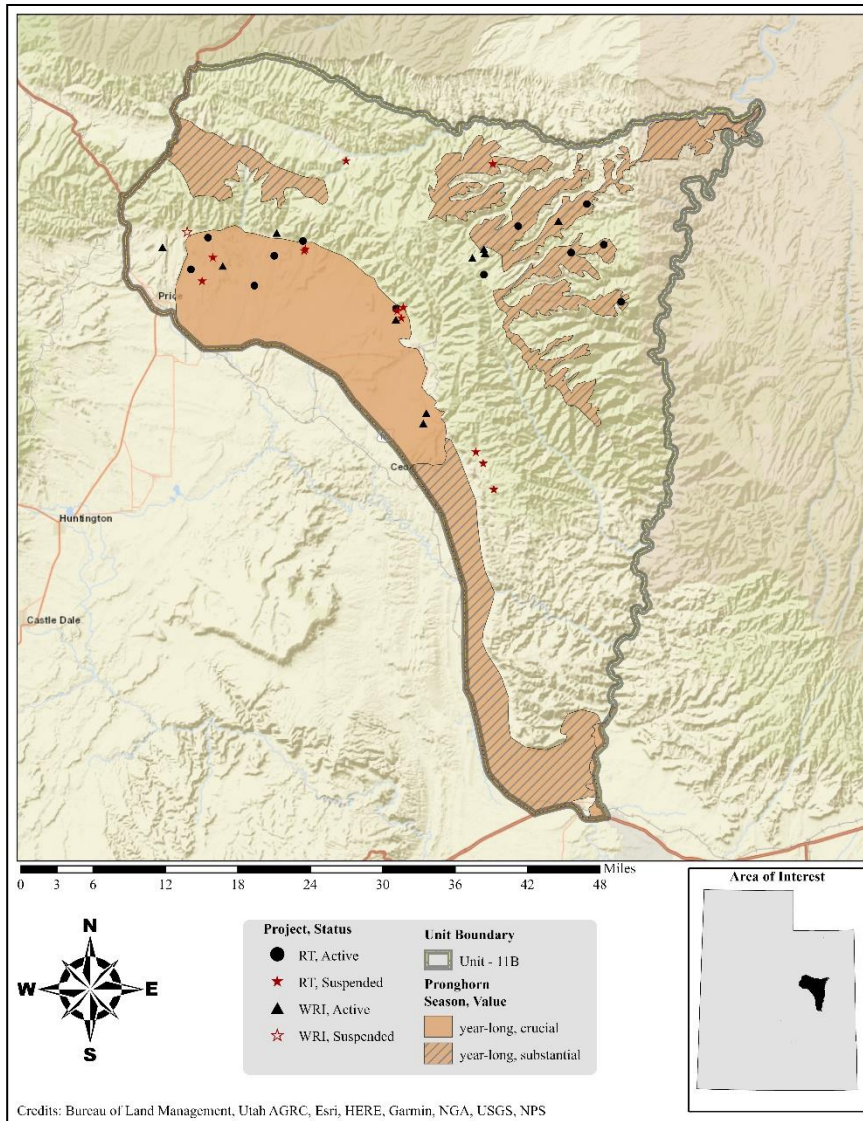 Price
Huntington
Castle Dale
Miles
0 3 6 12 18 24 30 36 42 48
Area of Interest
N
W E
S
Project, Status
RT, Active
RT, Suspended
WRI, Active
WRI, Suspended
Unit Boundary
Unit - 11B
Pronghorn
Season, Value
year-long, crucial
year-long, substantial
Credits: Bureau of Land Management, Utah AGRC, Esri, HERE, Garmin, NGA, USGS, NPS